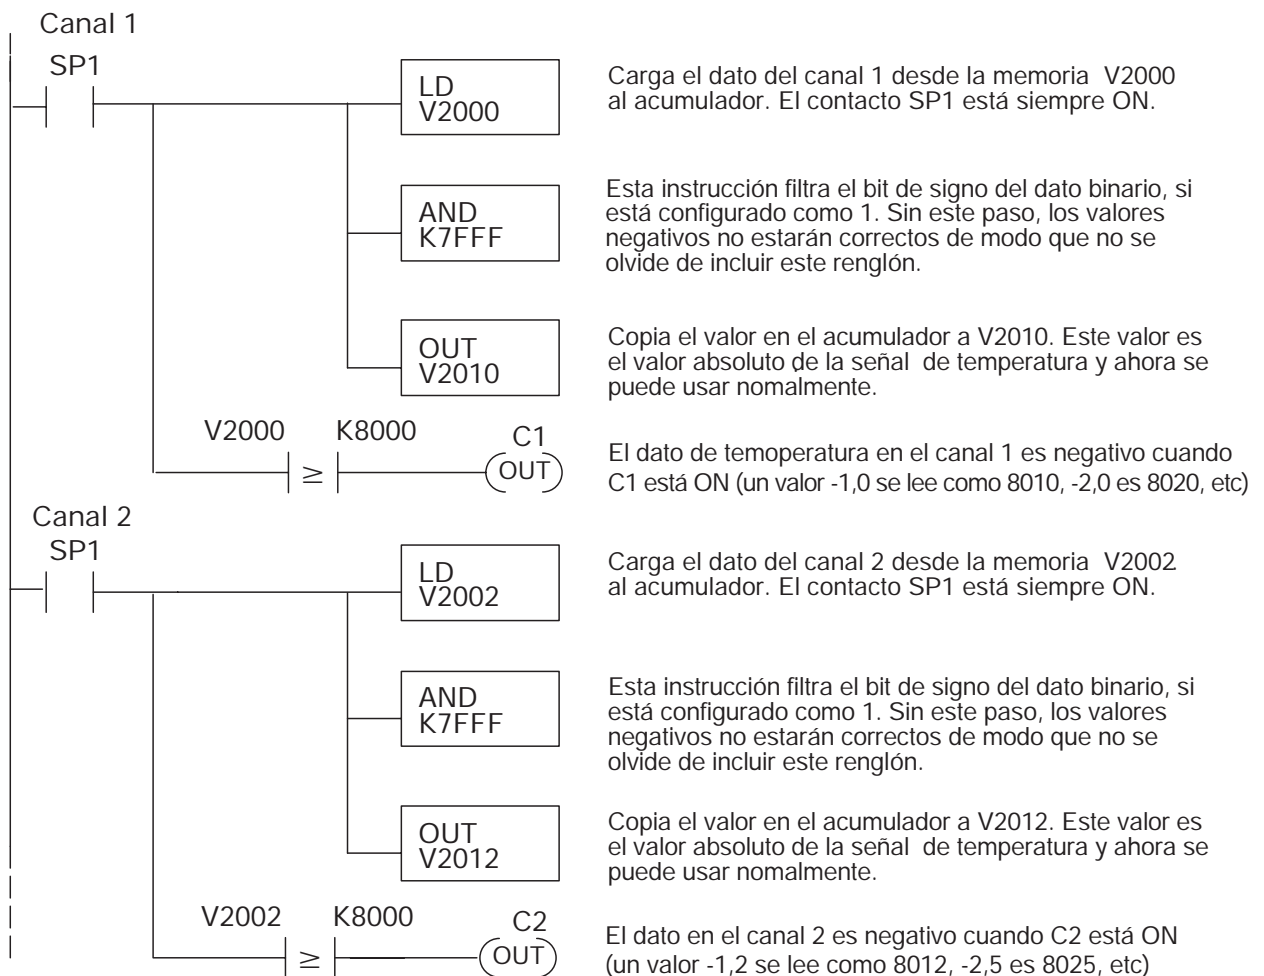 Canal 1
SP1
LD
V2000
Carga el dato del canal 1 desde la memoria V2000
al acumulador. El contacto SP1 está siempre ON.
AND
K7FFF
Esta instrucción filtra el bit de signo del dato binario, si
está configurado como 1. Sin este paso, los valores
negativos no estarán correctos de modo que no se
olvide de incluir este renglón.
OUT
V2010
Copia el valor en el acumulador a V2010. Este valor es
el valor absoluto de la señal de temperatura y ahora se
puede usar nomalmente.
V2000 K8000 C1
≥ OUT
El dato de temoperatura en el canal 1 es negativo cuando
C1 está ON (un valor -1,0 se lee como 8010, -2,0 es 8020, etc)
Canal 2
SP1
LD
V2002
Carga el dato del canal 2 desde la memoria V2002
al acumulador. El contacto SP1 está siempre ON.
AND
K7FFF
Esta instrucción filtra el bit de signo del dato binario, si
está configurado como 1. Sin este paso, los valores
negativos no estarán correctos de modo que no se
olvide de incluir este renglón.
OUT
V2012
Copia el valor en el acumulador a V2012. Este valor es
el valor absoluto de la señal de temperatura y ahora se
puede usar nomalmente.
V2002 K8000 C2
≥ OUT
El dato en el canal 2 es negativo cuando C2 está ON
(un valor -1,2 se lee como 8012, -2,5 es 8025, etc)